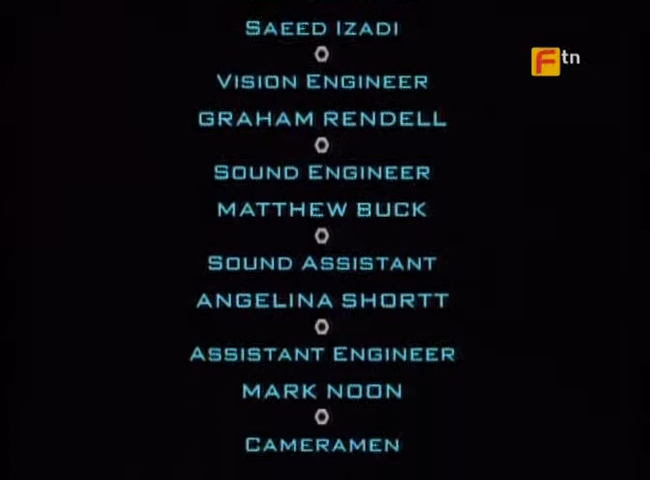 SAEED IZADI
Ftn
VISION ENGINEER
GRAHAM RENDELL
SOUND ENGINEER
MATTHEW BUCK
SOUND ASSISTANT
ANGELINA SHORTT
ASSISTANT ENGINEER
MARK NOON
CAMERAMEN